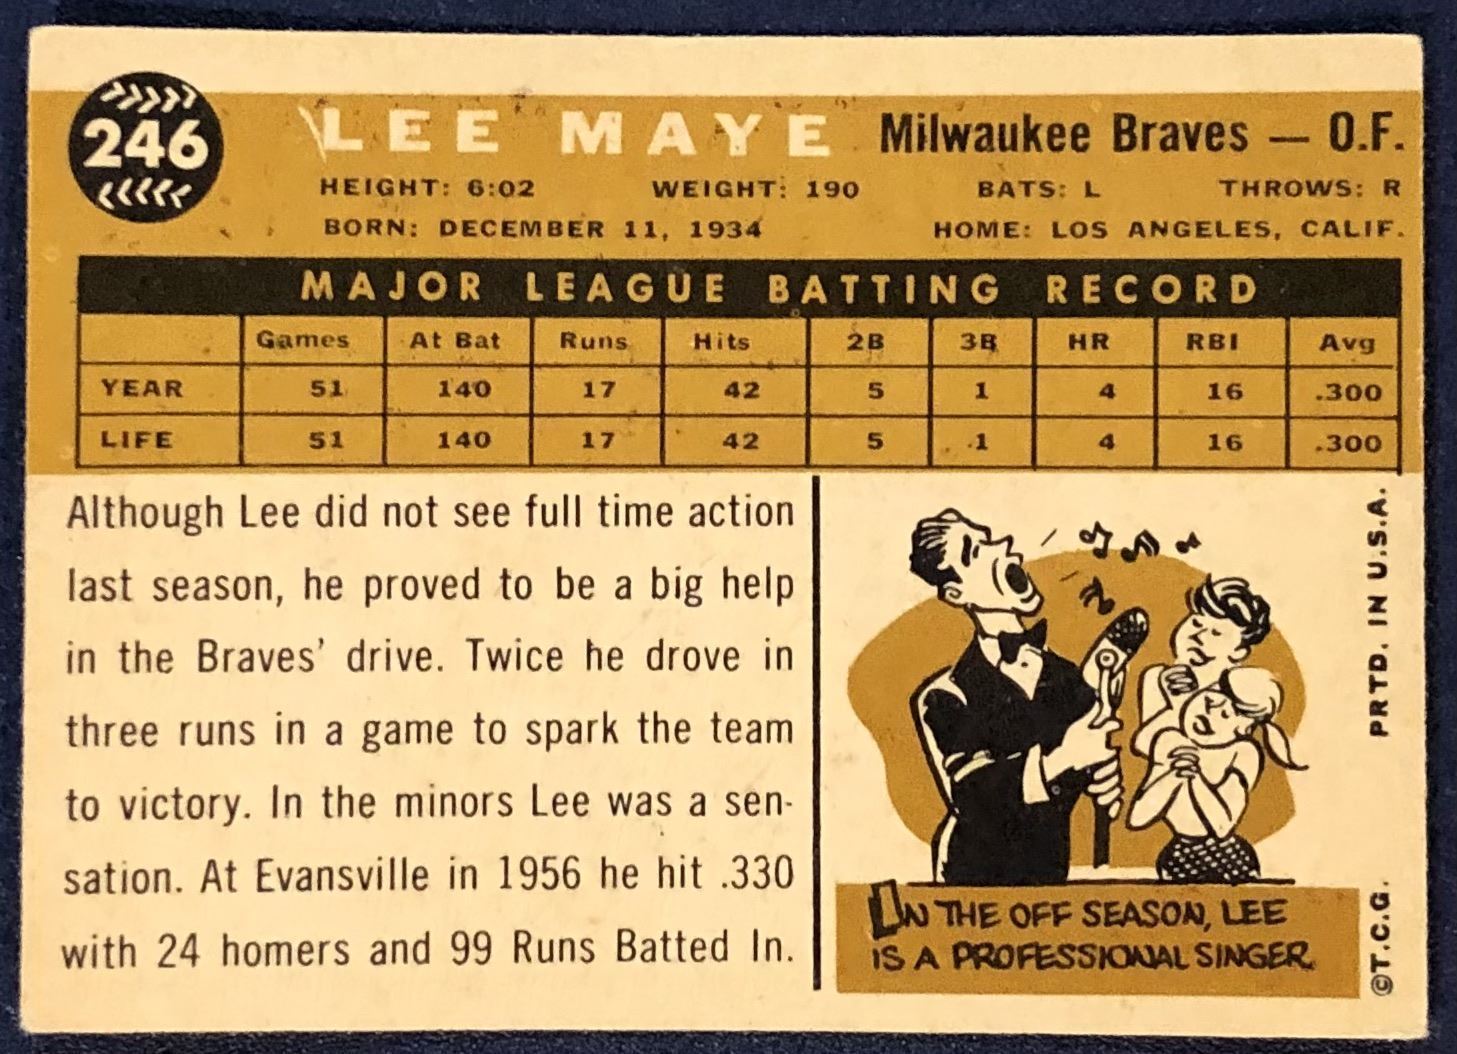 246
LEE MAYE Milwaukee Braves — O.F.
HEIGHT: 6:02 WEIGHT: 190 BATS: L THROWS: R
BORN: DECEMBER 11, 1934 HOME: LOS ANGELES, CALIF.
MAJOR LEAGUE BATTING RECORD
Games At Bat Runs Hits 2B 3B HR RBI Avg
YEAR 51 140 17 42 5 1 4 16 .300
LIFE 51 140 17 42 5 1 4 16 .300
Although Lee did not see full time action
last season, he proved to be a big help
in the Braves' drive. Twice he drove in
three runs in a game to spark the team
to victory. In the minors Lee was a sen-
sation. At Evansville in 1956 he hit .330
with 24 homers and 99 Runs Batted In.
IN THE OFF SEASON, LEE
IS A PROFESSIONAL SINGER.
©T.C.G. PRTD. IN U.S.A.